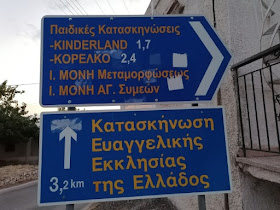 Παιδικές Κατασκηνώσεις
-KINDERLAND 1,7
-ΚΟΡΕΛΚΟ 2,4
Ι. ΜΟΝΗ Μεταμορφώσεως
Ι. ΜΟΝΗ ΑΓ. Συμεών
Κατασκήνωση
Ευαγγελικής
Εκκλησίας
3,2 km της Ελλάδος